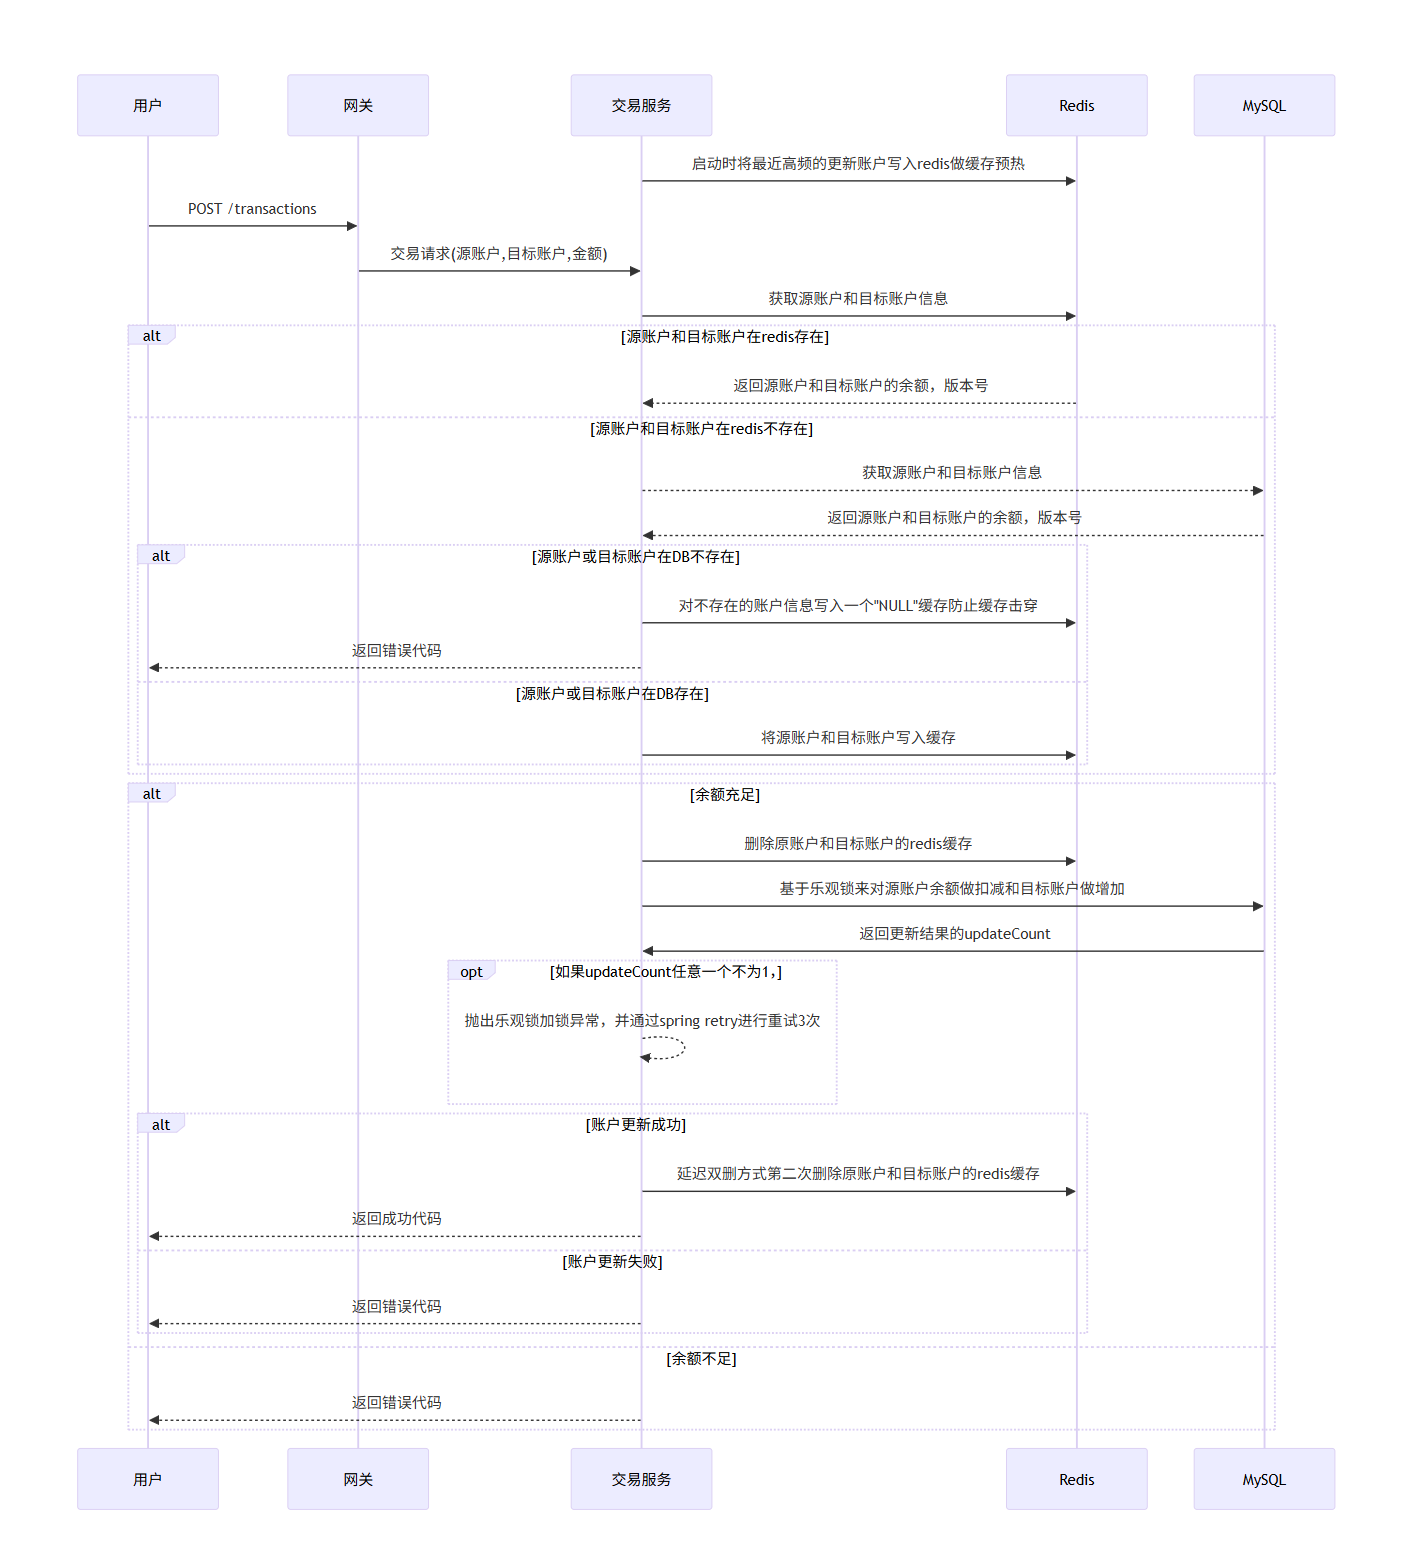 用户 网关 交易服务 Redis MySQL
启动时将最近高频的更新账户写入redis做缓存预热
POST /transactions
交易请求(源账户,目标账户,金额)
获取源账户和目标账户信息
alt [源账户和目标账户在redis存在]
返回源账户和目标账户的余额，版本号
[源账户和目标账户在redis不存在]
获取源账户和目标账户信息
返回源账户和目标账户的余额，版本号
alt [源账户或目标账户在DB不存在]
对不存在的账户信息写入一个"NULL"缓存防止缓存击穿
返回错误代码
[源账户或目标账户在DB存在]
将源账户和目标账户写入缓存
alt [余额充足]
删除原账户和目标账户的redis缓存
基于乐观锁来对源账户余额做扣减和目标账户做增加
返回更新结果的updateCount
opt [如果updateCount任意一个不为1,]
抛出乐观锁加锁异常，并通过spring retry进行重试3次
alt [账户更新成功]
延迟双删方式第二次删除原账户和目标账户的redis缓存
返回成功代码
[账户更新失败]
返回错误代码
[余额不足]
返回错误代码
用户 网关 交易服务 Redis MySQL